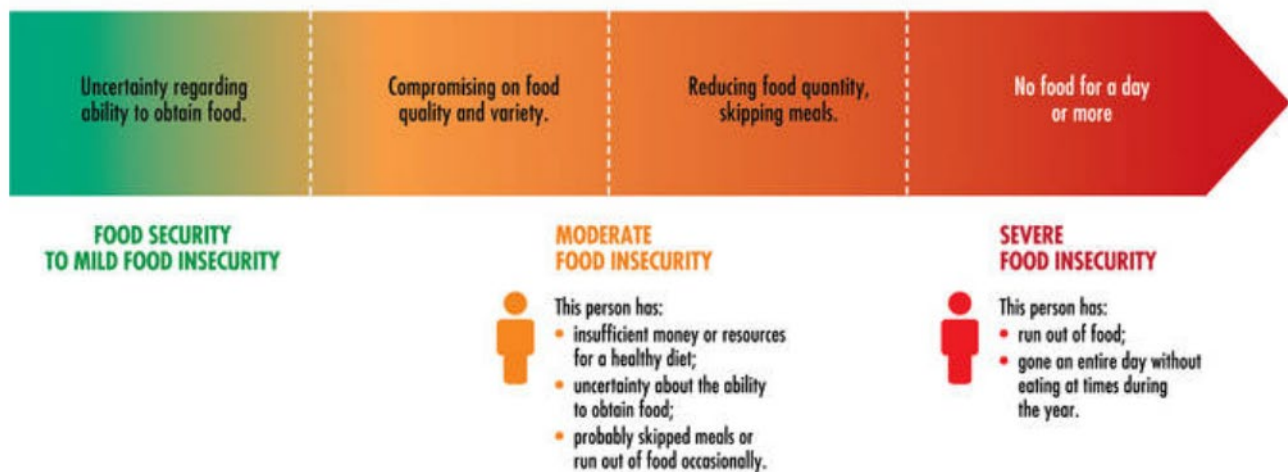 Uncertainty regarding
ability to obtain food.
Compromising on food
quality and variety.
Reducing food quantity,
skipping meals.
No food for a day
or more
FOOD SECURITY
TO MILD FOOD INSECURITY
MODERATE
FOOD INSECURITY
This person has:
• insufficient money or resources
for a healthy diet;
• uncertainty about the ability
to obtain food;
• probably skipped meals or
run out of food occasionally.
SEVERE
FOOD INSECURITY
This person has:
• run out of food;
• gone an entire day without
eating at times during
the year.